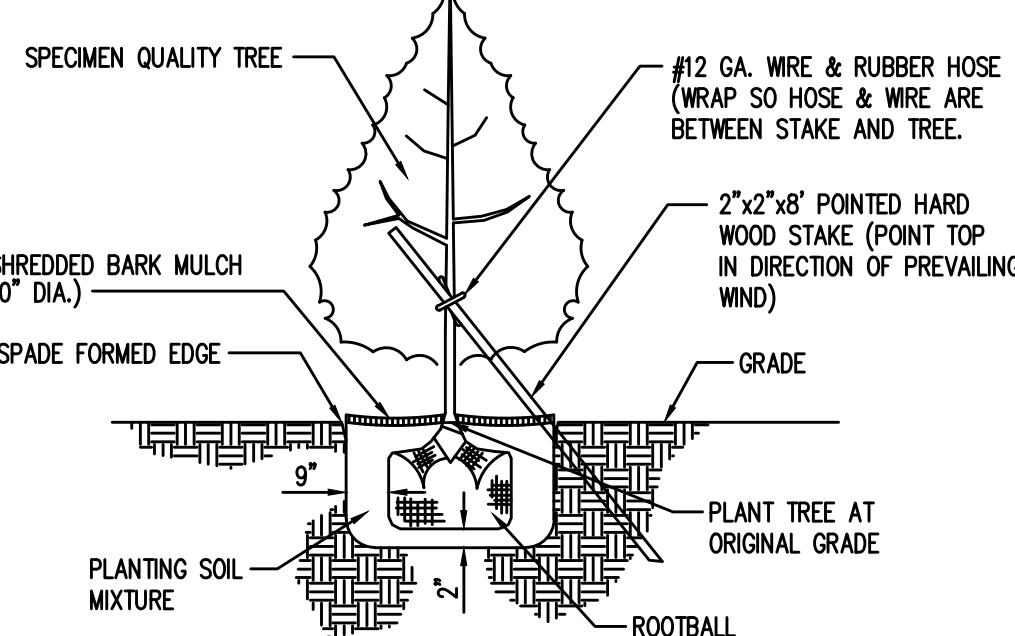 SPECIMEN QUALITY TREE
#12 GA. WIRE & RUBBER HOSE
(WRAP SO HOSE & WIRE ARE
BETWEEN STAKE AND TREE.
2"x2"x8' POINTED HARD
WOOD STAKE (POINT TOP
IN DIRECTION OF PREVAILING
WIND)
SHREDDED BARK MULCH
0" DIA.)
SPADE FORMED EDGE
GRADE
9"
PLANT TREE AT
ORIGINAL GRADE
PLANTING SOIL
MIXTURE
2"
ROOTBALL